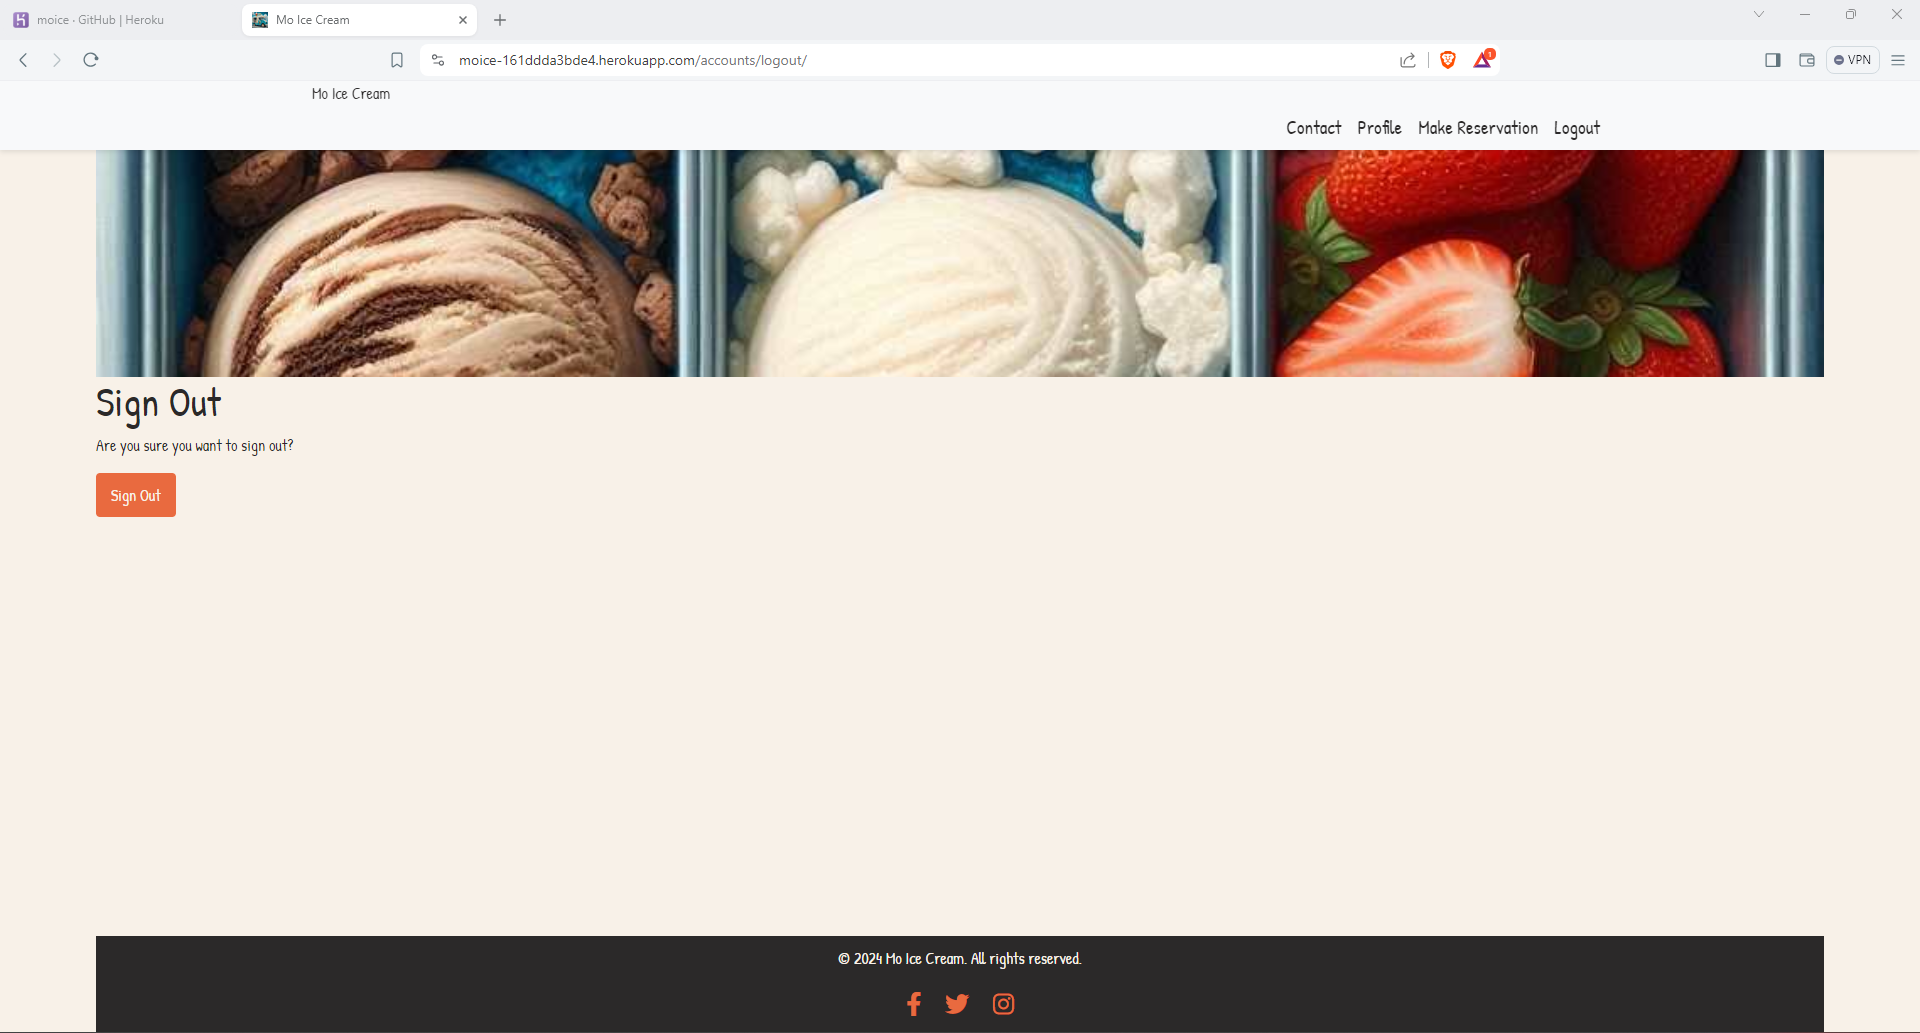 moice · GitHub | Heroku
Mo Ice Cream
moice-161ddda3bde4.herokuapp.com/accounts/logout/
1
VPN
Mo Ice Cream
Contact Profile Make Reservation Logout
Sign Out
Are you sure you want to sign out?
Sign Out
© 2024 Mo Ice Cream. All rights reserved.